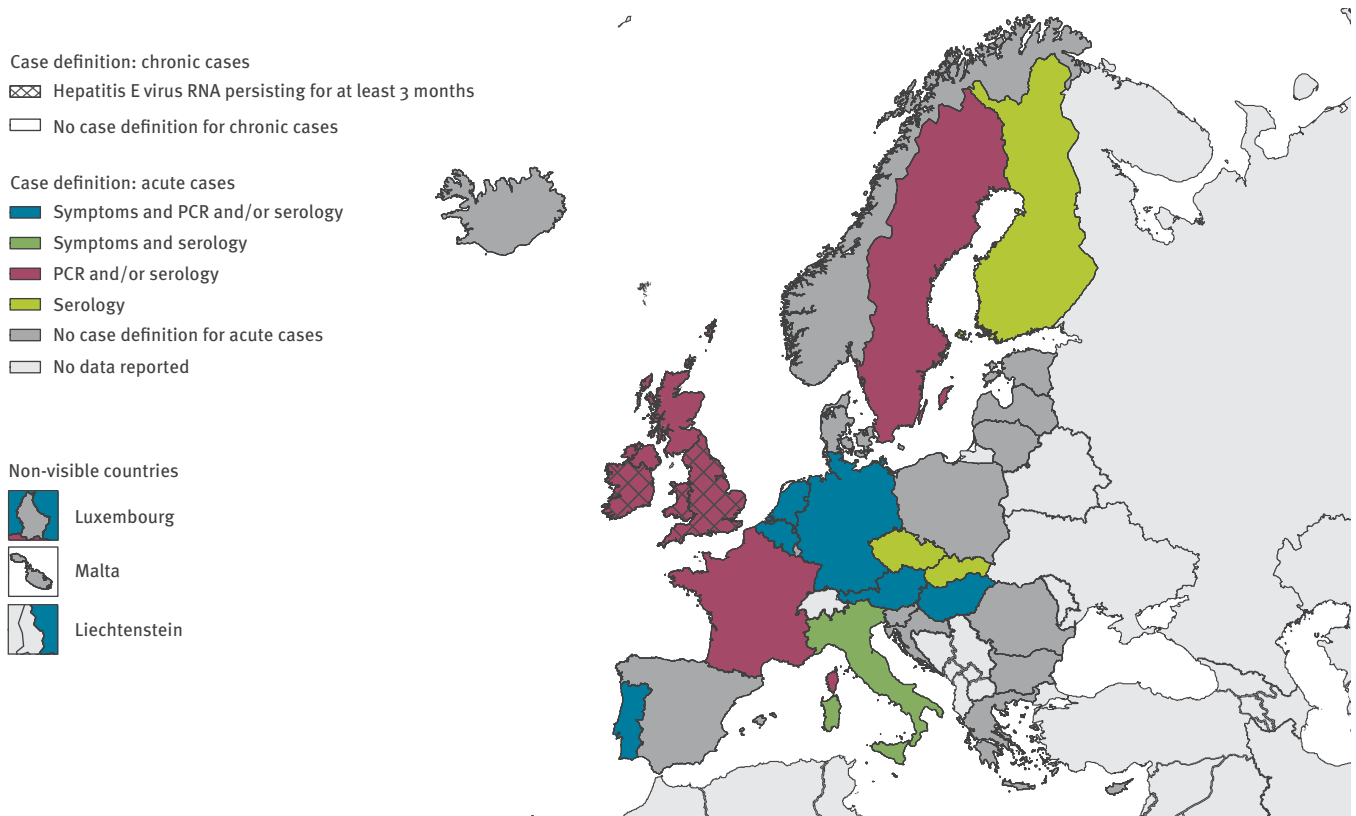 Case definition: chronic cases
Hepatitis E virus RNA persisting for at least 3 months
No case definition for chronic cases
Case definition: acute cases
Symptoms and PCR and/or serology
Symptoms and serology
PCR and/or serology
Serology
No case definition for acute cases
No data reported
Non-visible countries
Luxembourg
Malta
Liechtenstein